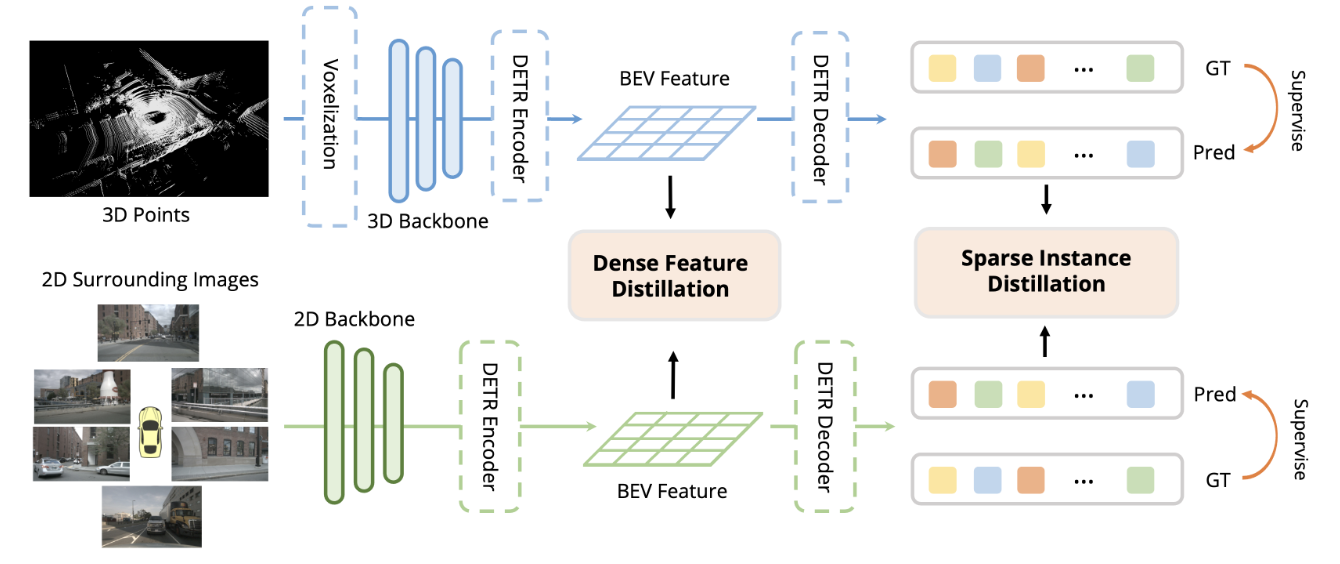 3D Points
Voxelization
3D Backbone
DETR Encoder
BEV Feature
DETR Decoder
...
GT
...
Pred
Supervise
Dense Feature
Distillation
Sparse Instance
Distillation
2D Surrounding Images
2D Backbone
DETR Encoder
BEV Feature
DETR Decoder
...
Pred
...
GT
Supervise